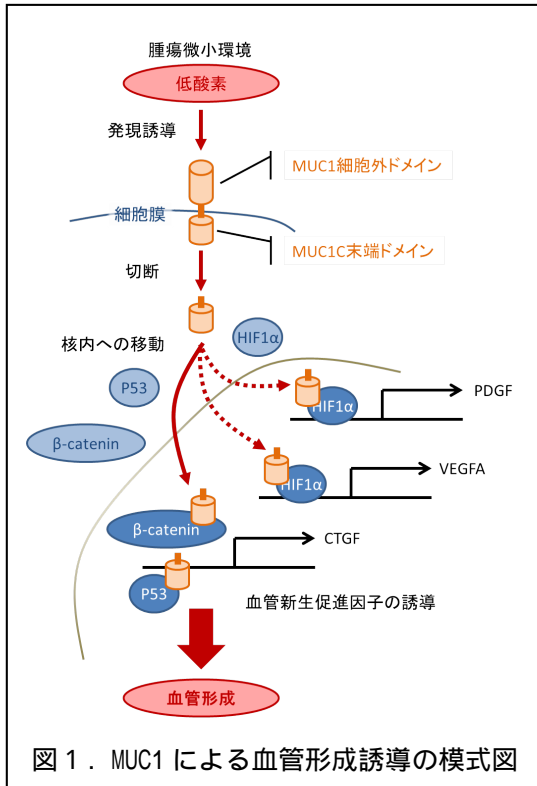 腫瘍微小環境
低酸素
発現誘導
MUC1細胞外ドメイン
細胞膜
MUC1C末端ドメイン
切断
核内への移動
HIF1α
P53
HIF1α
PDGF
β-catenin
HIF1α
VEGFA
β-catenin
CTGF
P53
血管新生促進因子の誘導
血管形成
図1. MUC1による血管形成誘導の模式図